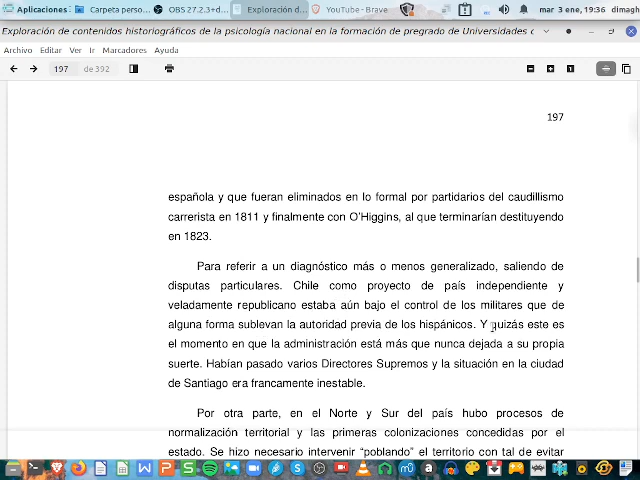 Aplicaciones Carpeta perso... OBS 27.2.3+d... Exploración d... YouTube - Brave mar 3 ene, 19:36 dimagh
Exploración de contenidos historiográficos de la psicología nacional en la formación de pregrado de Universidades c
Archivo Editar Ver Ir Marcadores Ayuda
197 de 392
197
española y que fueran eliminados en lo formal por partidarios del caudillismo
carrerista en 1811 y finalmente con O'Higgins, al que terminarían destituyendo
en 1823.
Para referir a un diagnóstico más o menos generalizado, saliendo de
disputas particulares. Chile como proyecto de país independiente y
veladamente republicano estaba aún bajo el control de los militares que de
alguna forma sublevan la autoridad previa de los hispánicos. Y quizás este es
el momento en que la administración está más que nunca dejada a su propia
suerte. Habían pasado varios Directores Supremos y la situación en la ciudad
de Santiago era francamente inestable.
Por otra parte, en el Norte y Sur del país hubo procesos de
normalización territorial y las primeras colonizaciones concedidas por el
estado. Se hizo necesario intervenir “poblando” el territorio con tal de evitar